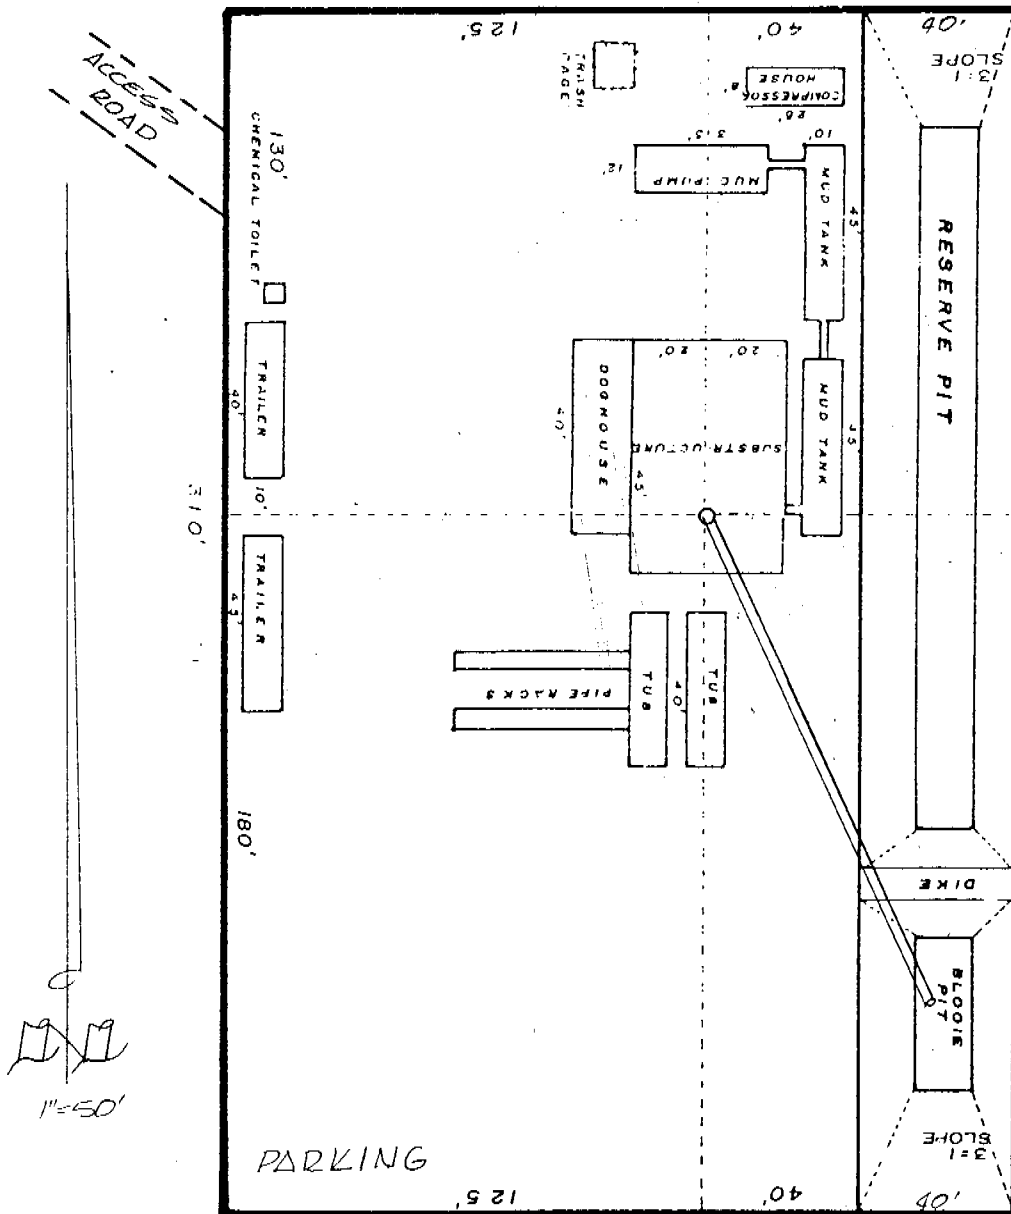 125'
40'
40'
13:1
SLOPE
ACCESS
ROAD
TRASH
CAGE
COMPRESSOR
HOUSE
8'
28'
130'
CHEMICAL TOILET
12'
MUD PUMP
10'
MUD TANK
45'
RESERVE PIT
TRAILER
40'
10'
DOGHOUSE
40'
20'
20'
SUBSTRUCTURE
45'
MUD TANK
35'
310'
TRAILER
45'
PIPE RACKS
TUB
40'
TUB
180'
DIKE
BLOOIE
PIT
1"=50'
3:1
SLOPE
PARKING
125'
40'
40'